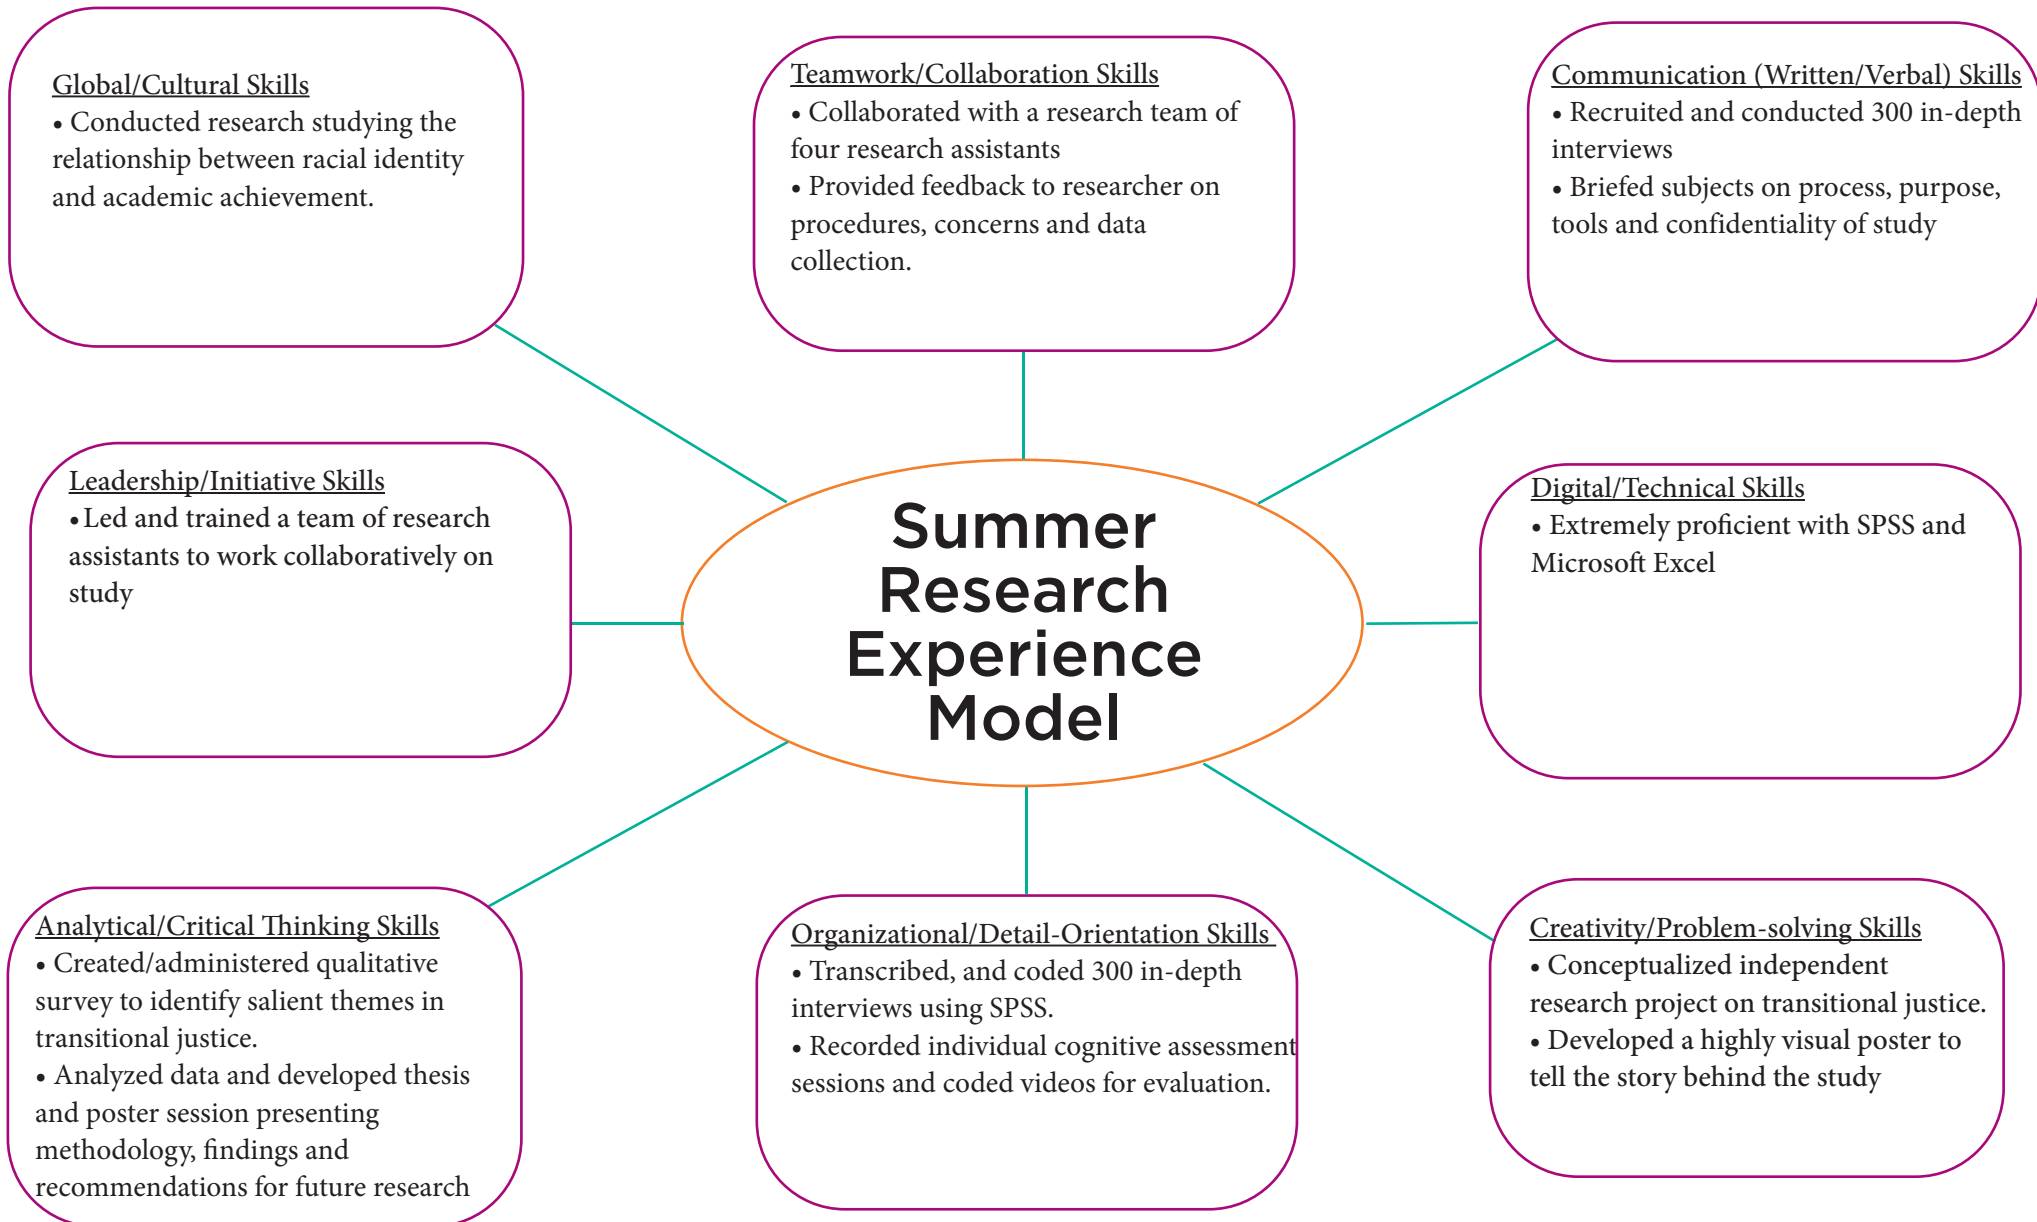 Global/Cultural Skills
• Conducted research studying the
relationship between racial identity
and academic achievement.
Teamwork/Collaboration Skills
• Collaborated with a research team of
four research assistants
• Provided feedback to researcher on
procedures, concerns and data
collection.
Communication (Written/Verbal) Skills
• Recruited and conducted 300 in-depth
interviews
• Briefed subjects on process, purpose,
tools and confidentiality of study
Leadership/Initiative Skills
• Led and trained a team of research
assistants to work collaboratively on
study
Summer
Research
Experience
Model
Digital/Technical Skills
• Extremely proficient with SPSS and
Microsoft Excel
Analytical/Critical Thinking Skills
• Created/administered qualitative
survey to identify salient themes in
transitional justice.
• Analyzed data and developed thesis
and poster session presenting
methodology, findings and
recommendations for future research
Organizational/Detail-Orientation Skills
• Transcribed, and coded 300 in-depth
interviews using SPSS.
• Recorded individual cognitive assessment
sessions and coded videos for evaluation.
Creativity/Problem-solving Skills
• Conceptualized independent
research project on transitional justice.
• Developed a highly visual poster to
tell the story behind the study